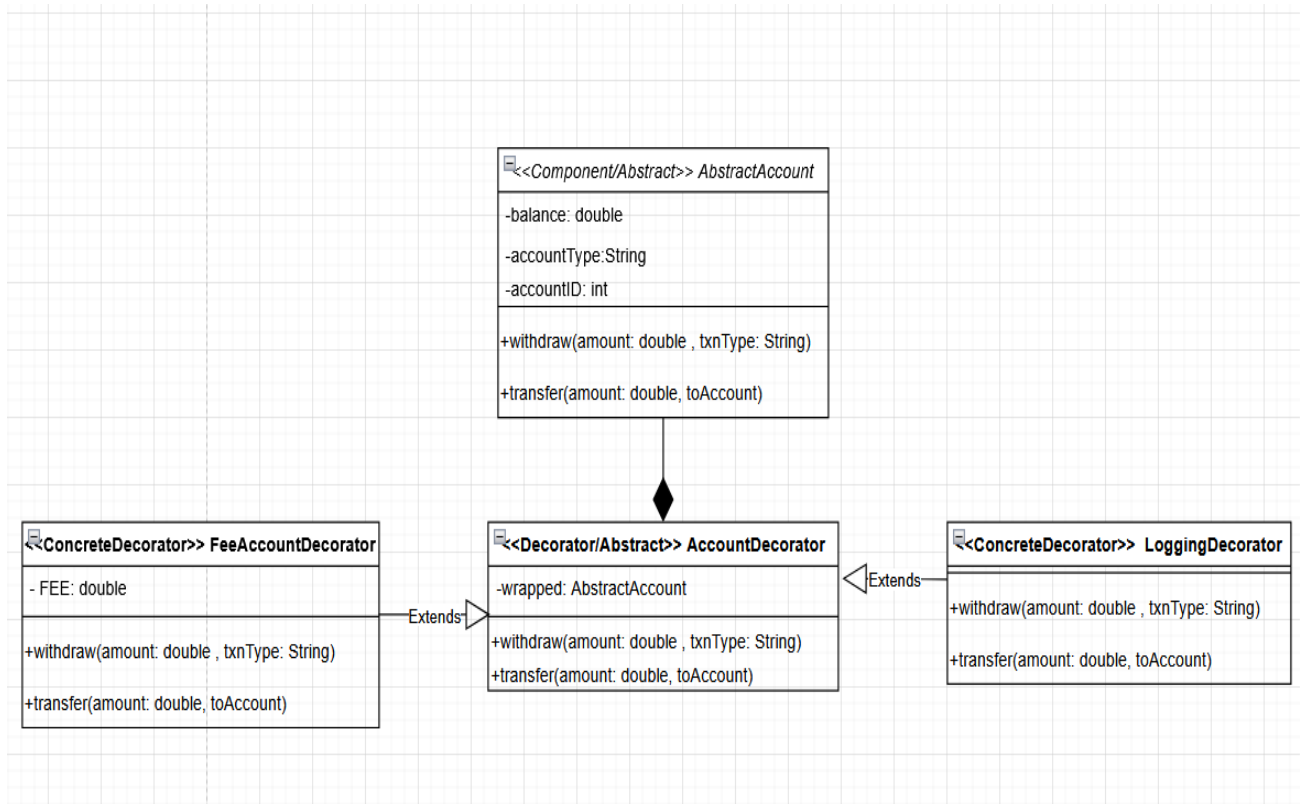 <<Component/Abstract>> AbstractAccount
-balance: double
-accountType:String
-accountID: int
+withdraw(amount: double , txnType: String)
+transfer(amount: double, toAccount)
<<ConcreteDecorator>> FeeAccountDecorator
- FEE: double
+withdraw(amount: double , txnType: String)
+transfer(amount: double, toAccount)
Extends
<<Decorator/Abstract>> AccountDecorator
-wrapped: AbstractAccount
+withdraw(amount: double , txnType: String)
+transfer(amount: double, toAccount)
Extends
<<ConcreteDecorator>> LoggingDecorator
+withdraw(amount: double , txnType: String)
+transfer(amount: double, toAccount)